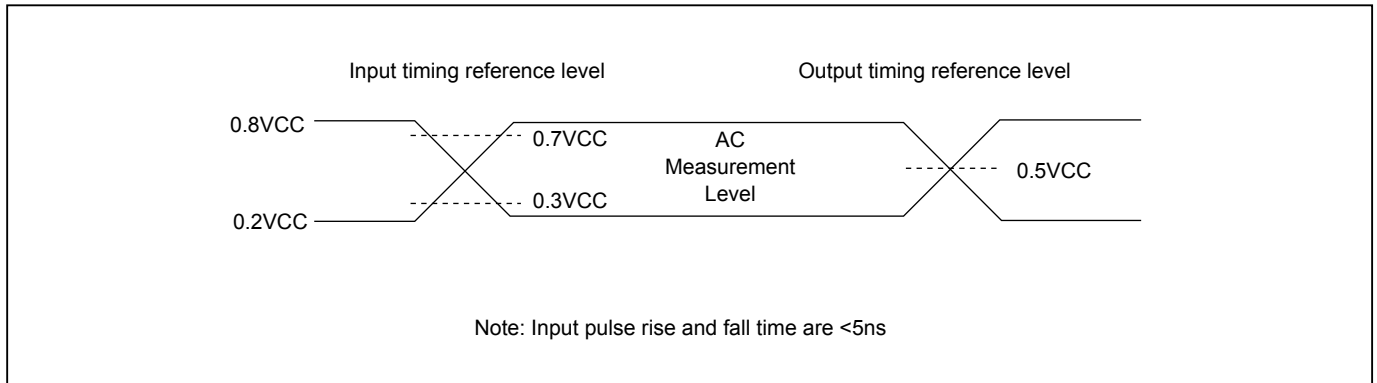 Input timing reference level
Output timing reference level
0.8VCC
0.7VCC
AC
Measurement
Level
0.5VCC
0.3VCC
0.2VCC
Note: Input pulse rise and fall time are <5ns